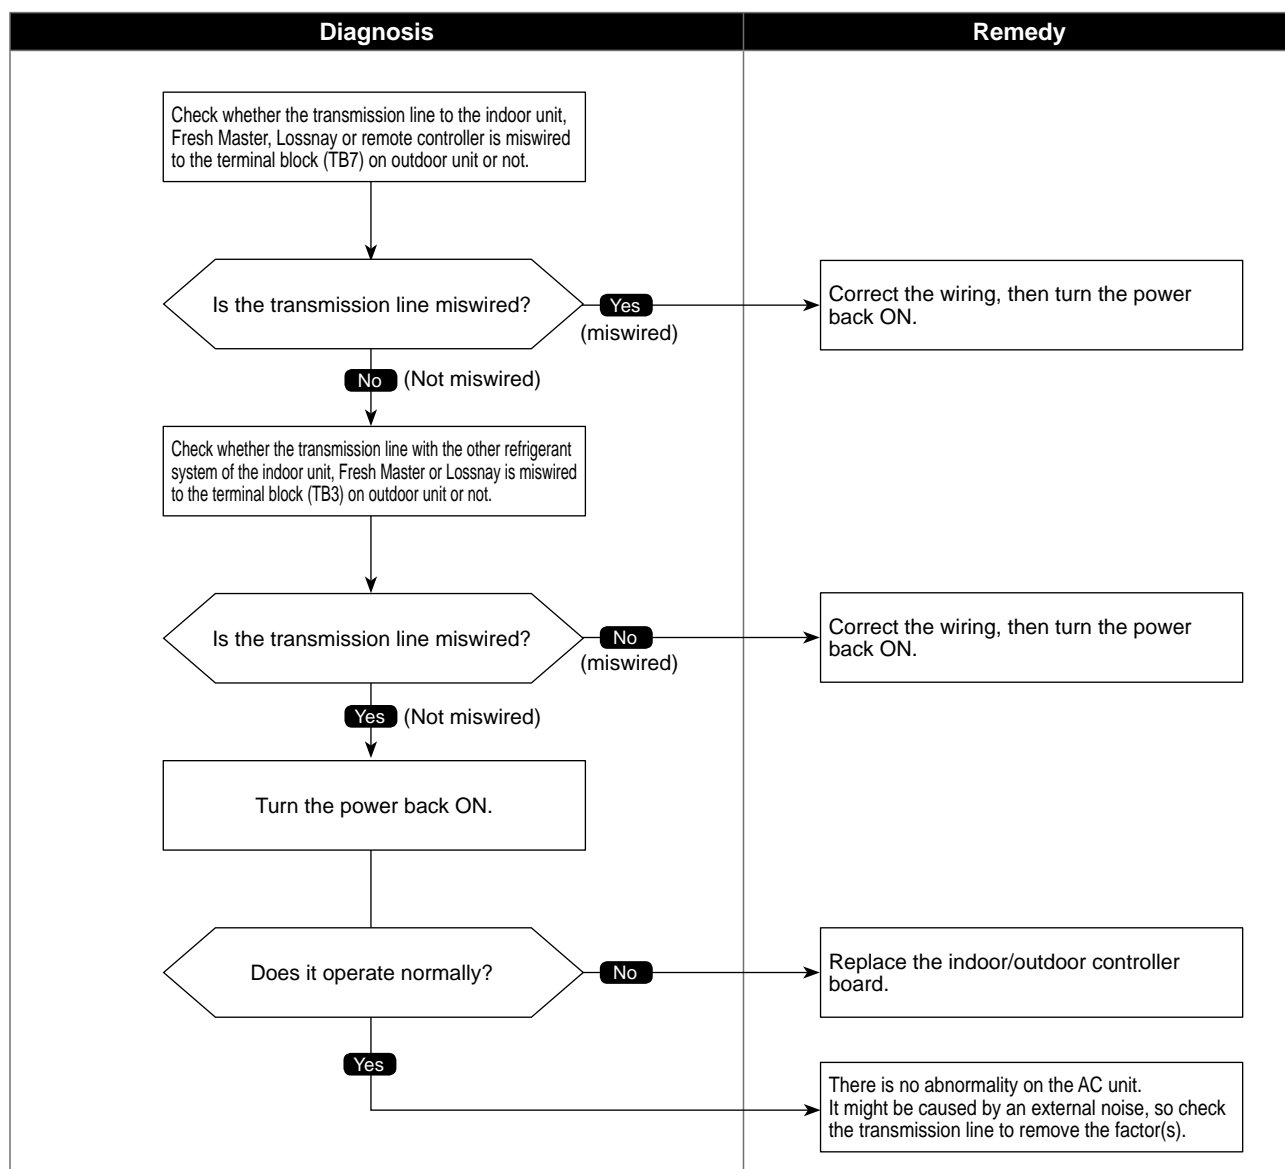 Diagnosis
Remedy
Check whether the transmission line to the indoor unit,
Fresh Master, Lossnay or remote controller is miswired
to the terminal block (TB7) on outdoor unit or not.
Is the transmission line miswired?
Yes
(miswired)
Correct the wiring, then turn the power
back ON.
No (Not miswired)
Check whether the transmission line with the other refrigerant
system of the indoor unit, Fresh Master or Lossnay is miswired
to the terminal block (TB3) on outdoor unit or not.
Is the transmission line miswired?
No
(miswired)
Correct the wiring, then turn the power
back ON.
Yes (Not miswired)
Turn the power back ON.
Does it operate normally?
No
Replace the indoor/outdoor controller
board.
Yes
There is no abnormality on the AC unit.
It might be caused by an external noise, so check
the transmission line to remove the factor(s).